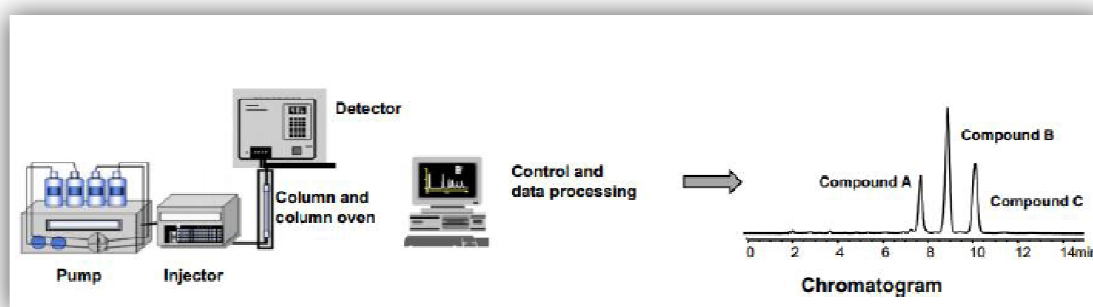 Detector
Column and
column oven
Pump
Injector
Control and
data processing
Compound A
Compound B
Compound C
0 2 4 6 8 10 12 14min
Chromatogram